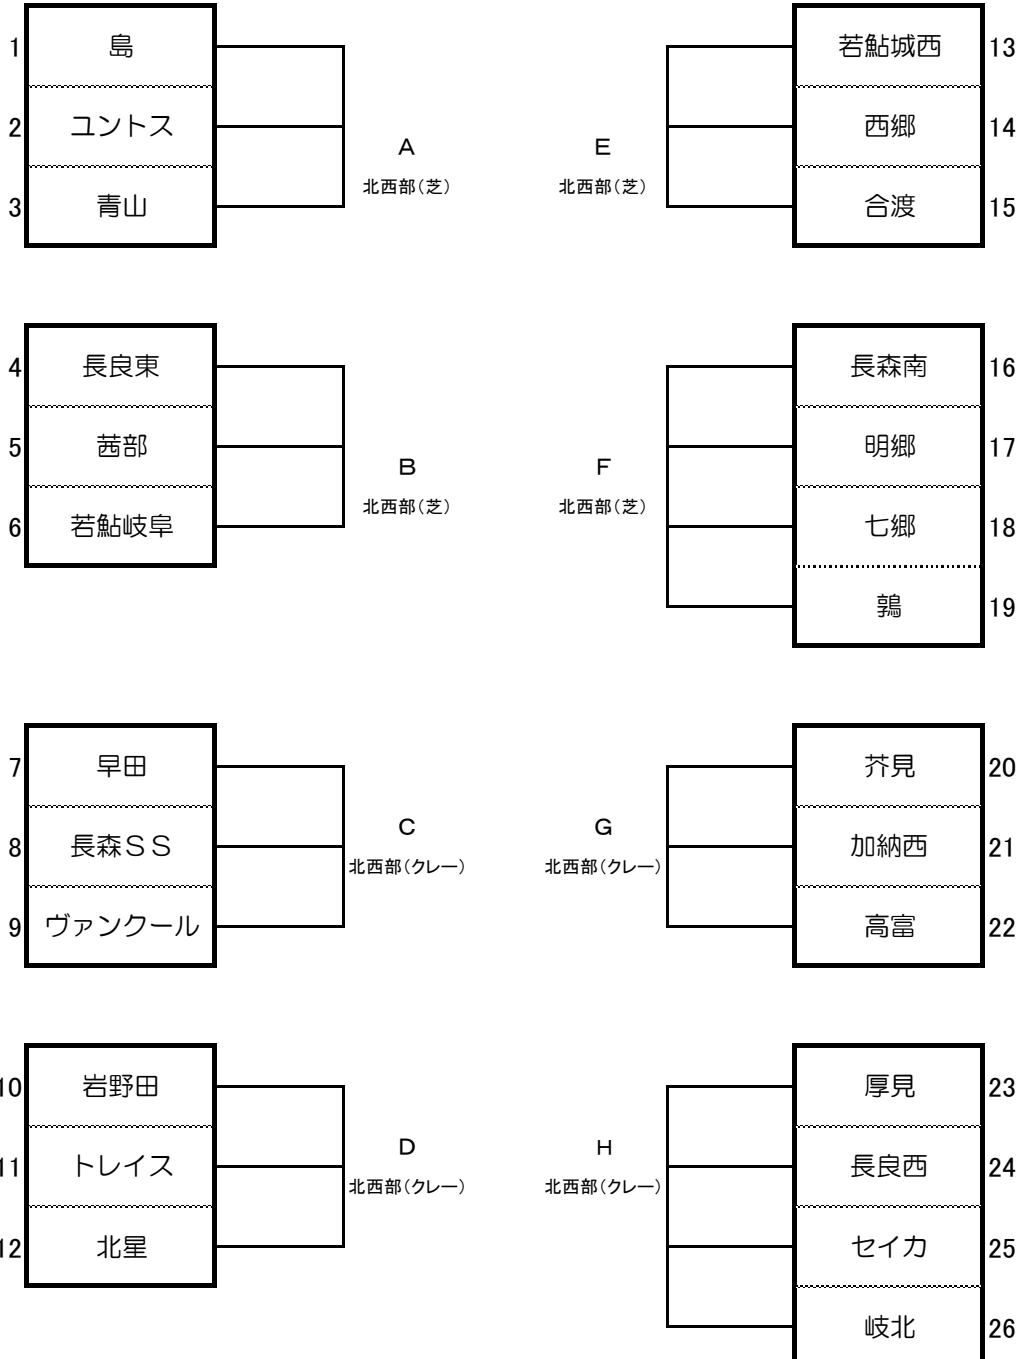 1 島
2 ユントス
3 青山
A
北西部(芝)
4 長良東
5 茜部
6 若鮎岐阜
B
北西部(芝)
7 早田
8 長森SS
9 ヴァンクール
C
北西部(クレー)
10 岩野田
11 トレイス
12 北星
D
北西部(クレー)
若鮎城西 13
西郷 14
合渡 15
E
北西部(芝)
長森南 16
明郷 17
七郷 18
鶉 19
F
北西部(芝)
芥見 20
加納西 21
高富 22
G
北西部(クレー)
厚見 23
長良西 24
セイカ 25
岐北 26
H
北西部(クレー)